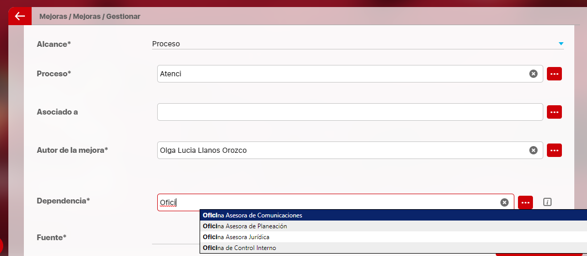 Mejoras / Mejoras / Gestionar
Alcance*
Proceso
Proceso*
Atenci
Asociado a
Autor de la mejora*
Olga Lucia Llanos Orozco
Dependencia*
Ofici
Oficina Asesora de Comunicaciones
Oficina Asesora de Planeación
Oficina Asesora Jurídica
Oficina de Control Interno
Fuente*